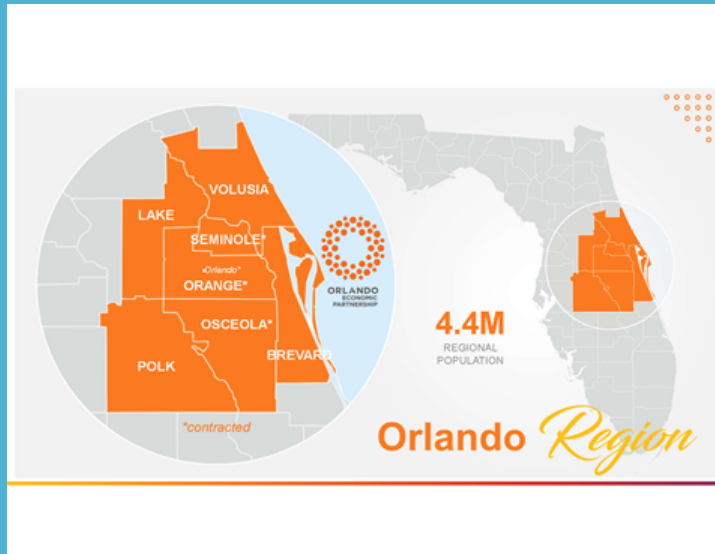 VOLUSIA
LAKE
SEMINOLE*
Orlando*
ORANGE*
OSCEOLA*
POLK
BREVARD
*contracted
ORLANDO
ECONOMIC
PARTNERSHIP
4.4M
REGIONAL
POPULATION
Orlando Region